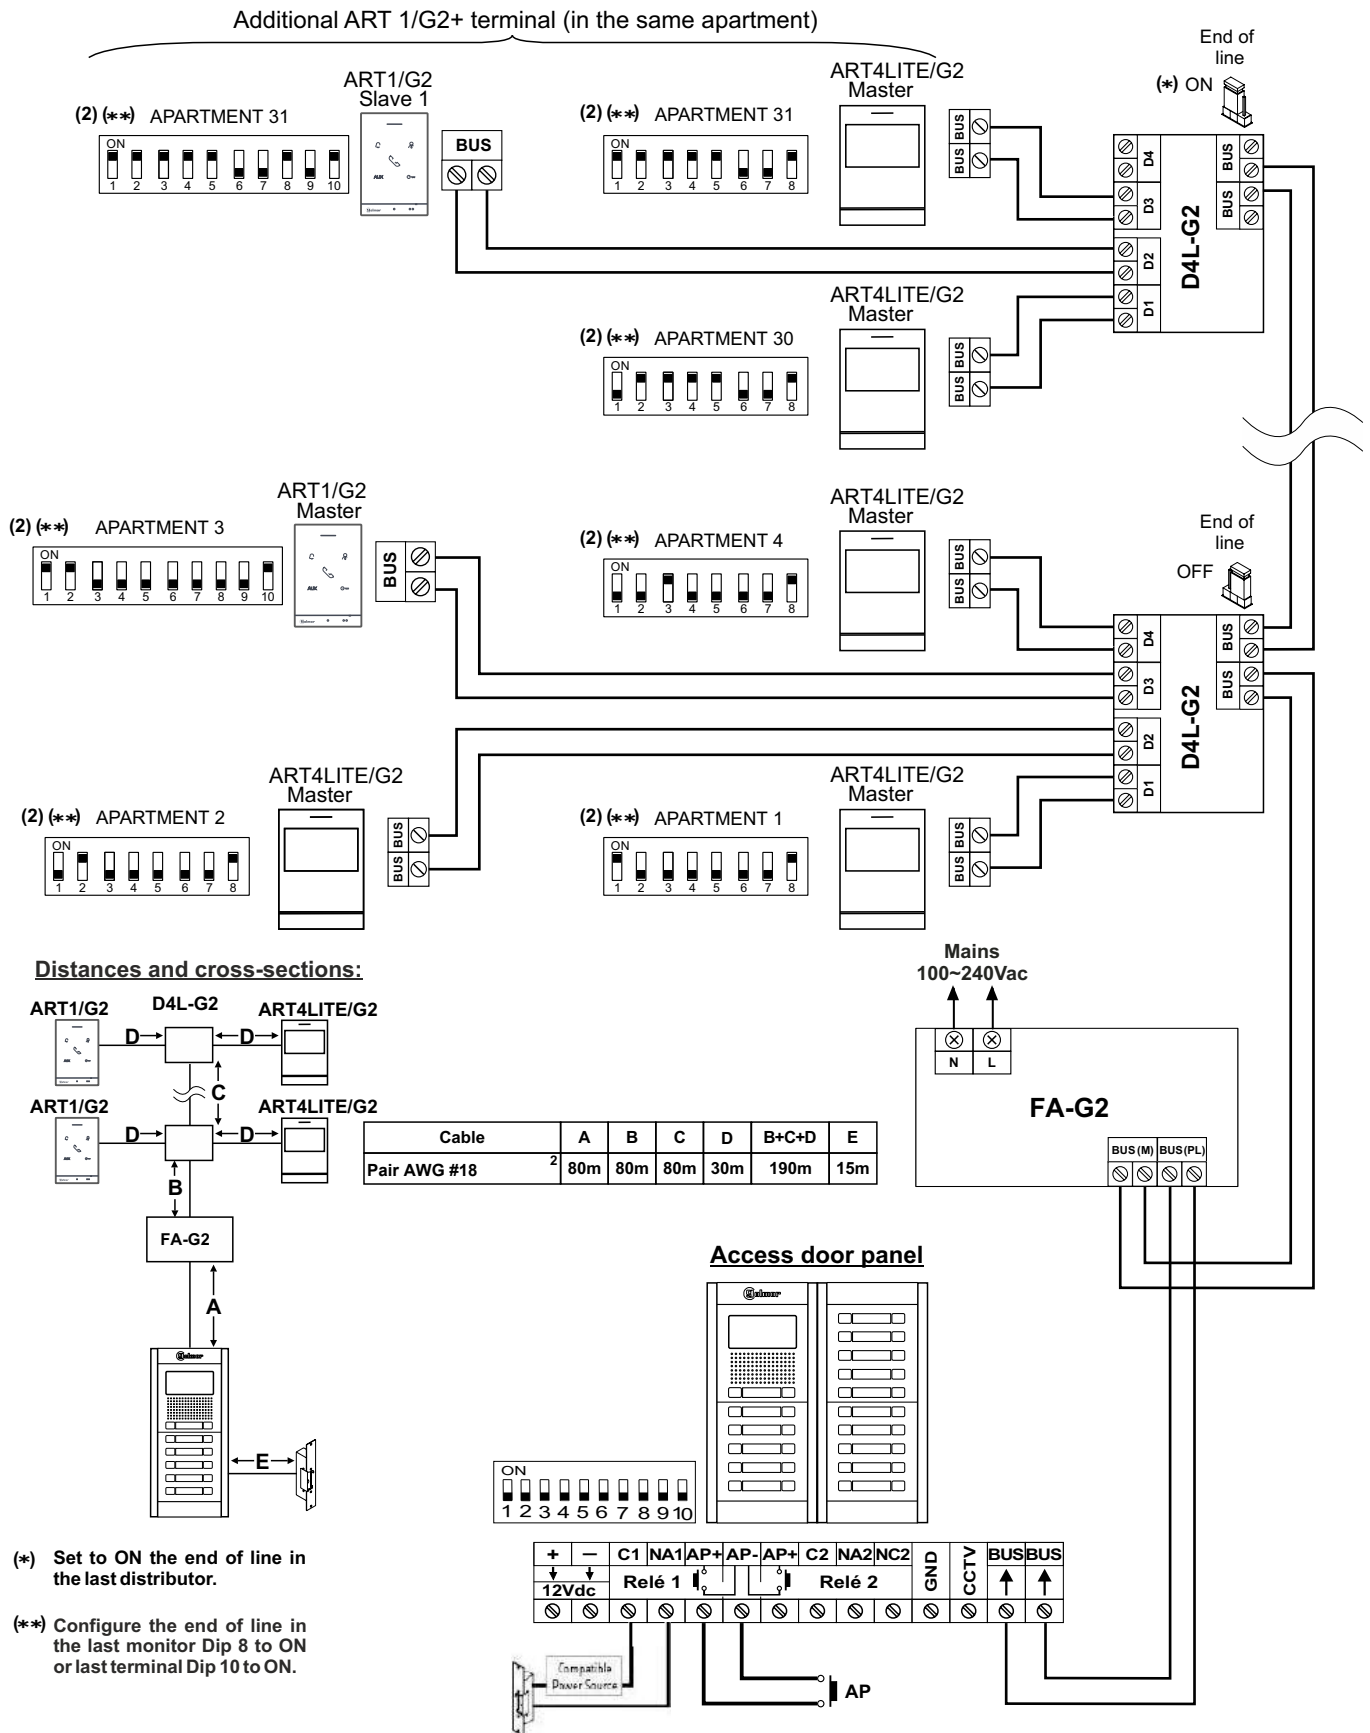 Additional ART 1/G2+ terminal (in the same apartment)
End of
line
(*) ON
ART1/G2
Slave 1
(2) (**) APARTMENT 31
ON
1 2 3 4 5 6 7 8 9 10
AUX
BUS
ART4LITE/G2
Master
(2) (**) APARTMENT 31
ON
1 2 3 4 5 6 7 8
BUS
BUS
D4
D3
D2
D1
BUS
BUS
D4L-G2
ART4LITE/G2
Master
(2) (**) APARTMENT 30
ON
1 2 3 4 5 6 7 8
BUS
BUS
ART1/G2
Master
(2) (**) APARTMENT 3
ON
1 2 3 4 5 6 7 8 9 10
AUX
BUS
ART4LITE/G2
Master
(2) (**) APARTMENT 4
ON
1 2 3 4 5 6 7 8
BUS
BUS
End of
line
OFF
D4
D3
D2
D1
BUS
BUS
D4L-G2
ART4LITE/G2
Master
(2) (**) APARTMENT 2
ON
1 2 3 4 5 6 7 8
BUS
BUS
ART4LITE/G2
Master
(2) (**) APARTMENT 1
ON
1 2 3 4 5 6 7 8
BUS
BUS
Distances and cross-sections:
ART1/G2 D4L-G2 ART4LITE/G2
D D
C
ART1/G2 ART4LITE/G2
D D
B
FA-G2
A
Golmar
E
Cable A B C D B+C+D E
Pair AWG #18 2 80m 80m 80m 30m 190m 15m
Mains
100~240Vac
N L
FA-G2
BUS (M) BUS (PL)
Access door panel
Golmar
ON
1 2 3 4 5 6 7 8 9 10
+ — C1 NA1 AP+ AP- AP+ C2 NA2 NC2 GND CCTV BUS BUS
12Vdc Relé 1 Relé 2
Compatible
Power Source
AP
(*) Set to ON the end of line in
the last distributor.
(**) Configure the end of line in
the last monitor Dip 8 to ON
or last terminal Dip 10 to ON.